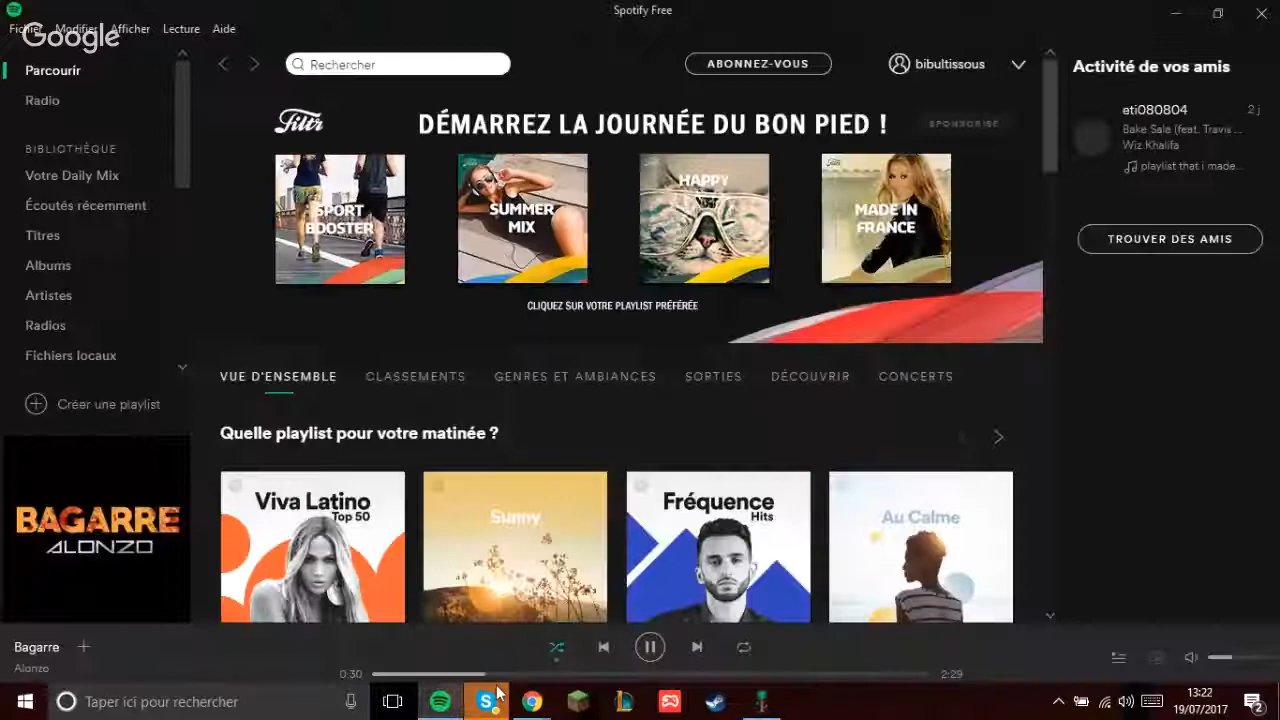 Spotify Free
Fichier Modifier Afficher Lecture Aide
Google
Parcourir
Radio
BIBLIOTHÈQUE
Votre Daily Mix
Écoutés récemment
Titres
Albums
Artistes
Radios
Fichiers locaux
Créer une playlist
BAGARRE
ALONZO
Rechercher
ABONNEZ-VOUS
bibultissous
Filtr
DÉMARREZ LA JOURNÉE DU BON PIED !
SPONSORISÉ
SPORT
BOOSTER
SUMMER
MIX
HAPPY
MADE IN
FRANCE
CLIQUEZ SUR VOTRE PLAYLIST PRÉFÉRÉE
VUE D'ENSEMBLE CLASSEMENTS GENRES ET AMBIANCES SORTIES DÉCOUVRIR CONCERTS
Quelle playlist pour votre matinée ?
Viva Latino
Top 50
Sunny
Fréquence
Hits
Au Calme
Activité de vos amis
eti080804 2 j
Bake Sale (feat. Travis ...
Wiz Khalifa
playlist that i made...
TROUVER DES AMIS
Bagarre
Alonzo
0:30 2:29
Taper ici pour rechercher
13:22
19/07/2017
2